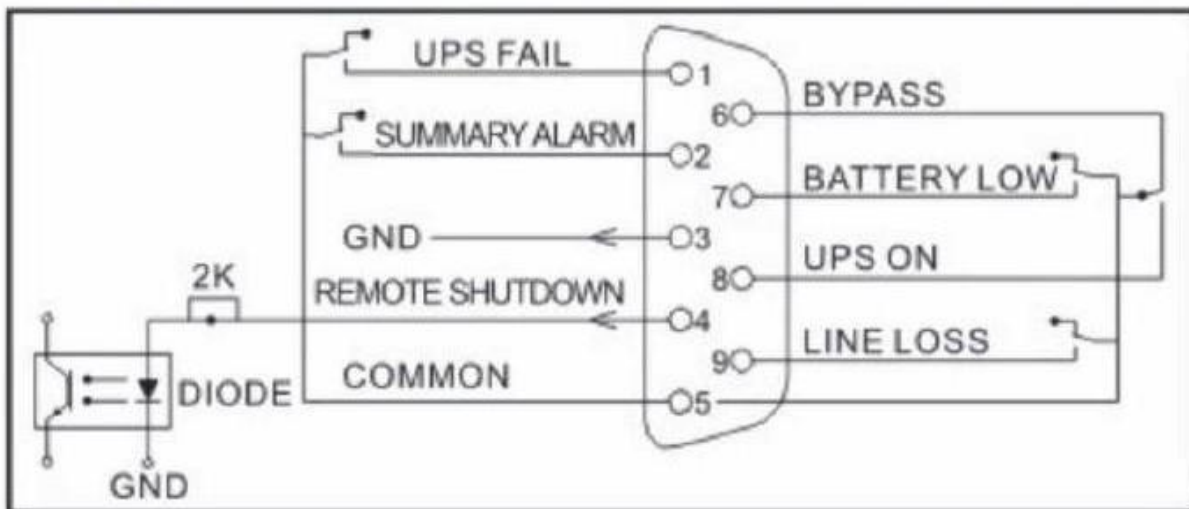 UPS FAIL
1
BYPASS
6
SUMMARY ALARM
2
BATTERY LOW
7
GND
3
UPS ON
8
2K
REMOTE SHUTDOWN
4
LINE LOSS
9
DIODE
COMMON
5
GND